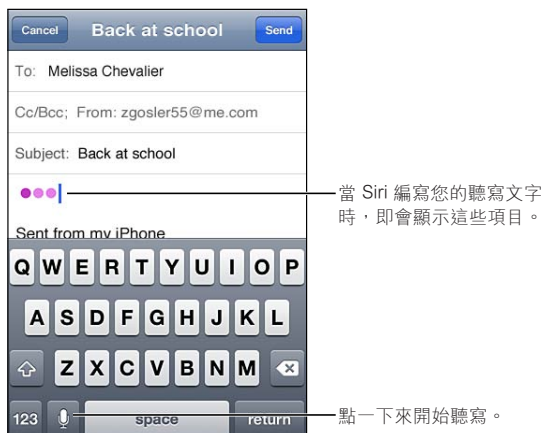 Cancel Back at school Send
To: Melissa Chevalier
Cc/Bcc; From: zgosler55@me.com
Subject: Back at school
當 Siri 編寫您的聽寫文字
時，即會顯示這些項目。
Sent from my iPhone
Q W E R T Y U I O P
A S D F G H J K L
Z X C V B N M
123 space return
點一下來開始聽寫。